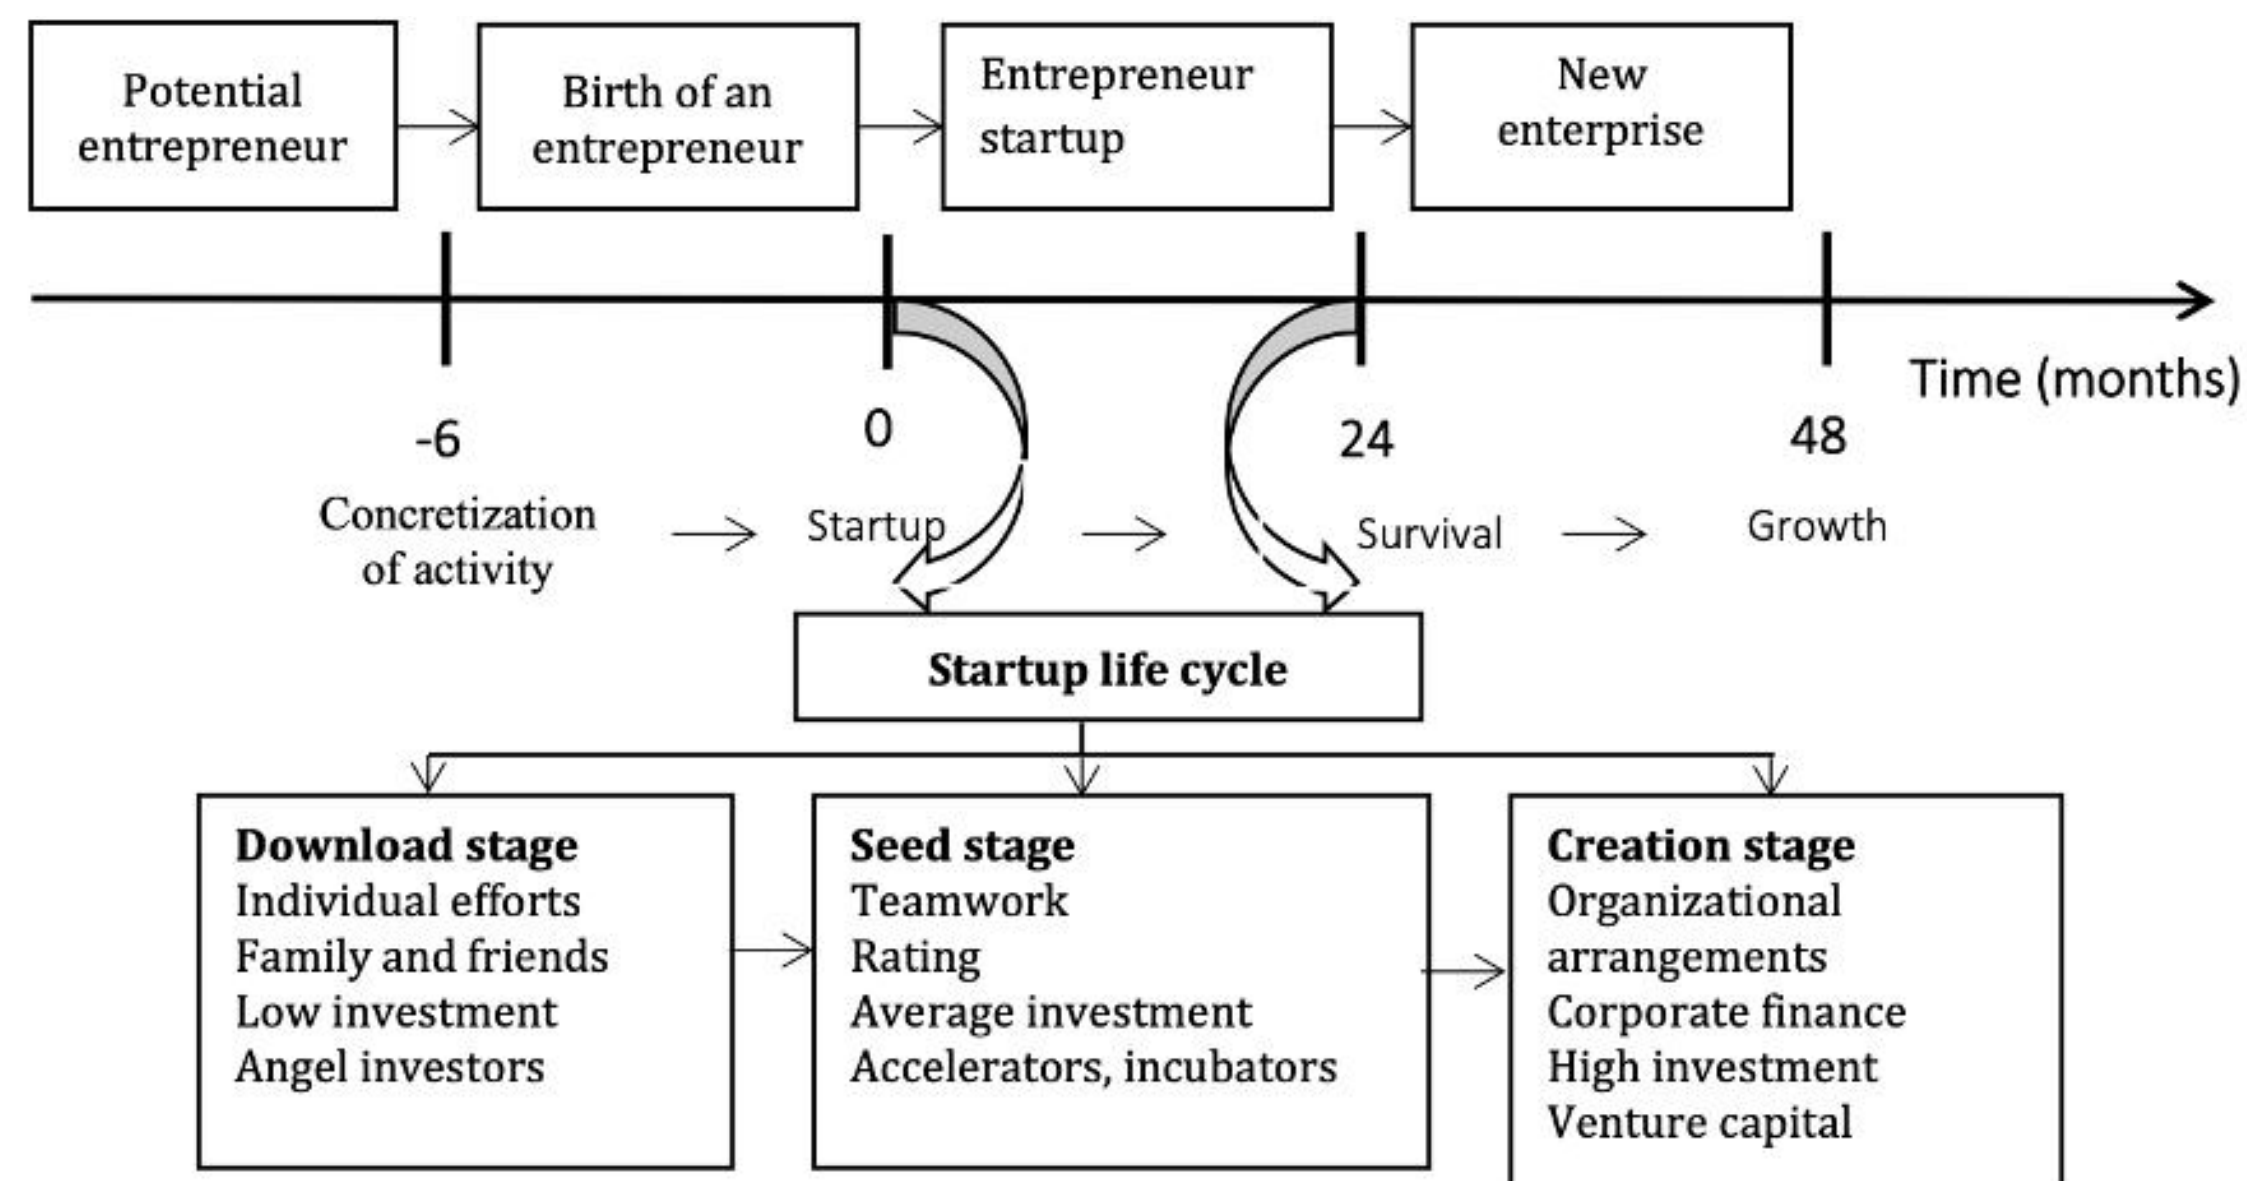 Potential
entrepreneur
Birth of an
entrepreneur
Entrepreneur
startup
New
enterprise
Time (months)
-6
0
24
48
Concretization
of activity
Startup
Survival
Growth
Startup life cycle
Download stage
Individual efforts
Family and friends
Low investment
Angel investors
Seed stage
Teamwork
Rating
Average investment
Accelerators, incubators
Creation stage
Organizational
arrangements
Corporate finance
High investment
Venture capital